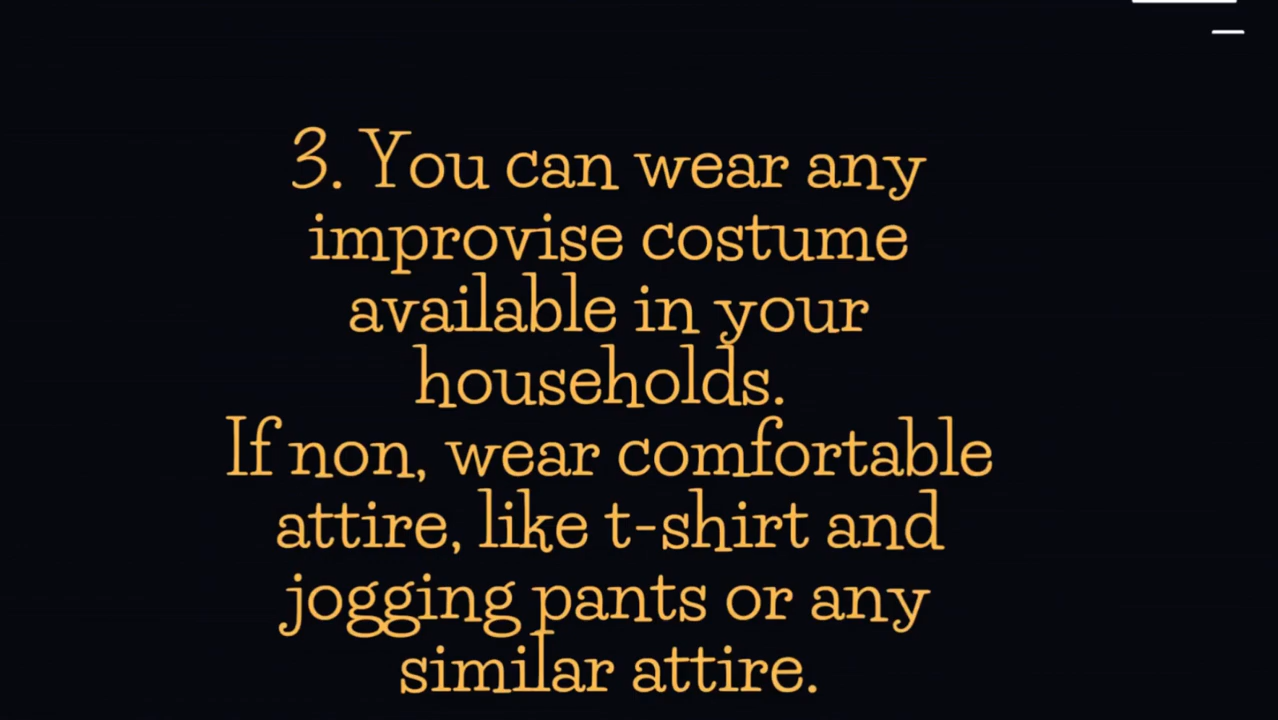 3. You can wear any
improvise costume
available in your
households.
If non, wear comfortable
attire, like t-shirt and
jogging pants or any
similar attire.